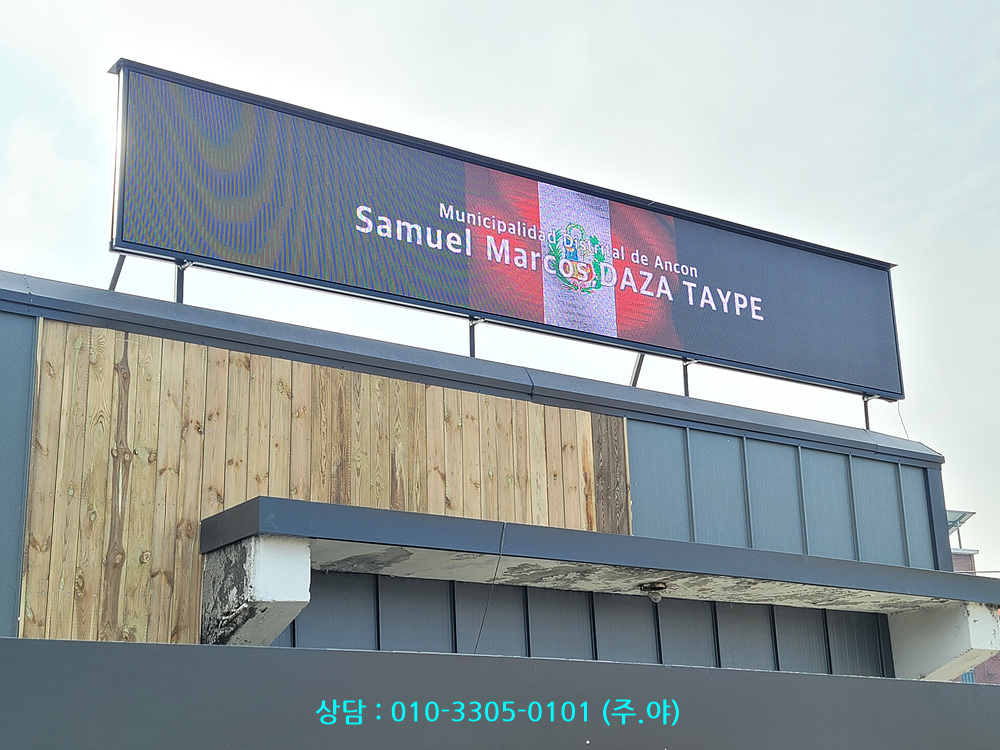 Municipalidad Distrital de Ancon
Samuel Marcos DAZA TAYPE
상담 : 010-3305-0101 (주.야)